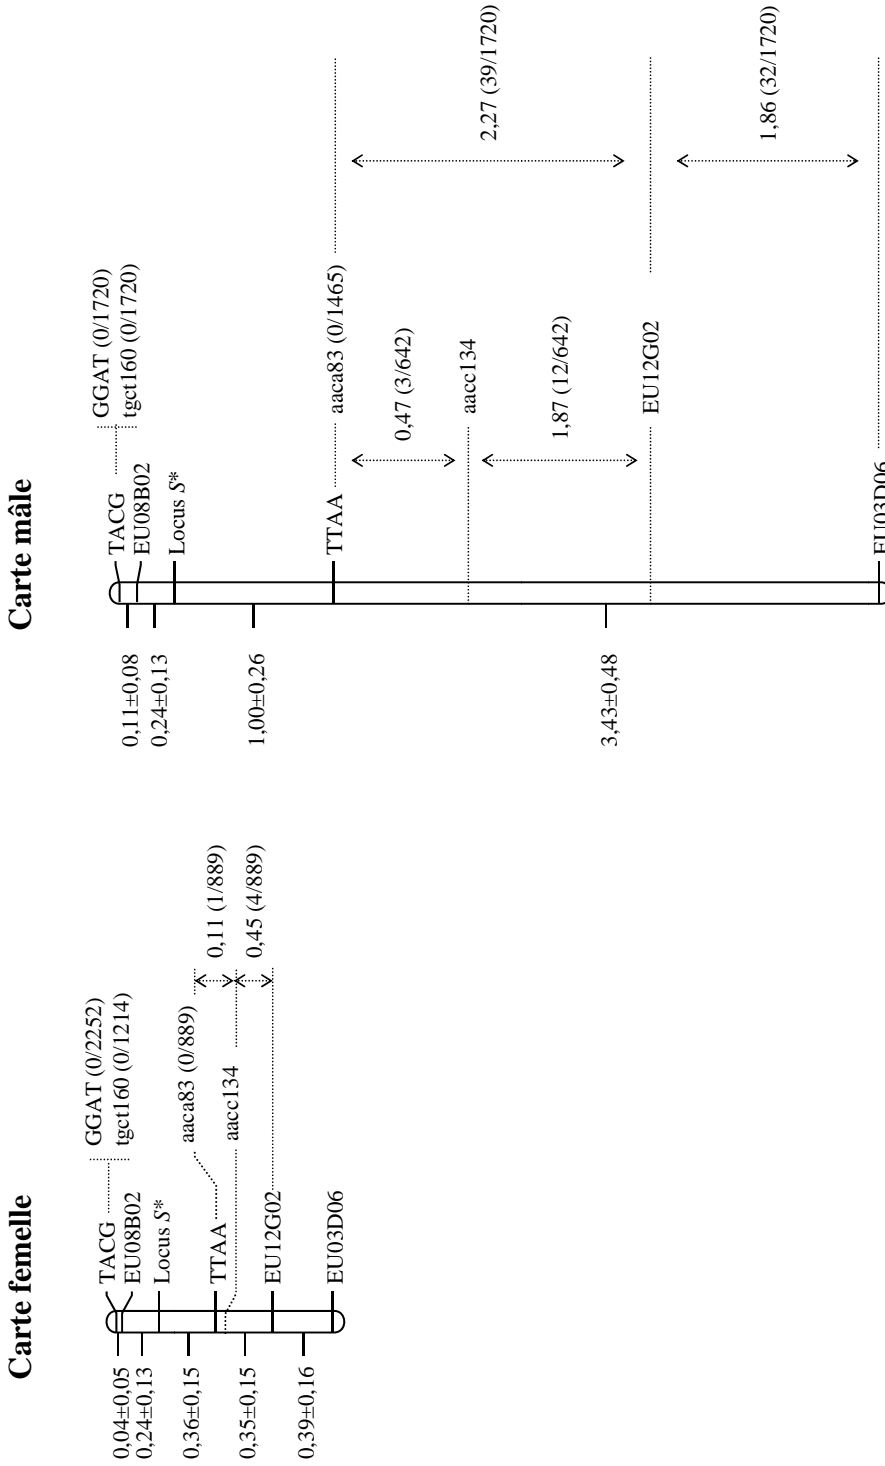 Carte femelle
0,04±0,05
0,24±0,13
0,36±0,15
0,35±0,15
0,39±0,16
TACG
EU08B02
Locus S*
TTAA
EU12G02
EU03D06
GGAT (0/2252)
tgct160 (0/1214)
aaca83 (0/889)
aacc134
0,11 (1/889)
0,45 (4/889)
Carte mâle
0,11±0,08
0,24±0,13
1,00±0,26
3,43±0,48
TACG
EU08B02
Locus S*
TTAA
EU03D06
GGAT (0/1720)
tgct160 (0/1720)
aaca83 (0/1465)
0,47 (3/642)
aacc134
1,87 (12/642)
EU12G02
2,27 (39/1720)
1,86 (32/1720)